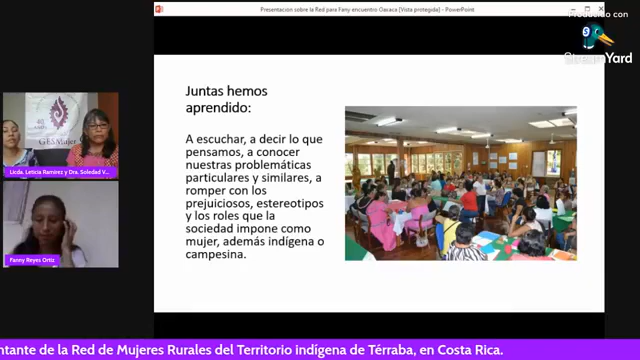 Presentacion sobre la Red para Fany-encuentro Oaxaca [Vista protegida] - PowerPoint
Producido con
S
StreamYard
Juntas hemos
aprendido:
A escuchar, a decir lo que
pensamos, a conocer
nuestras problemáticas
particulares y similares, a
romper con los
prejuiciosos, estereotipos
y los roles que la
sociedad impone como
mujer, además indígena o
campesina.
GESMujer
Licda. Leticia Ramírez y Dra. Soledad V...
Fanny Reyes Ortiz
ntante de la Red de Mujeres Rurales del Territorio indígena de Térraba, en Costa Rica.